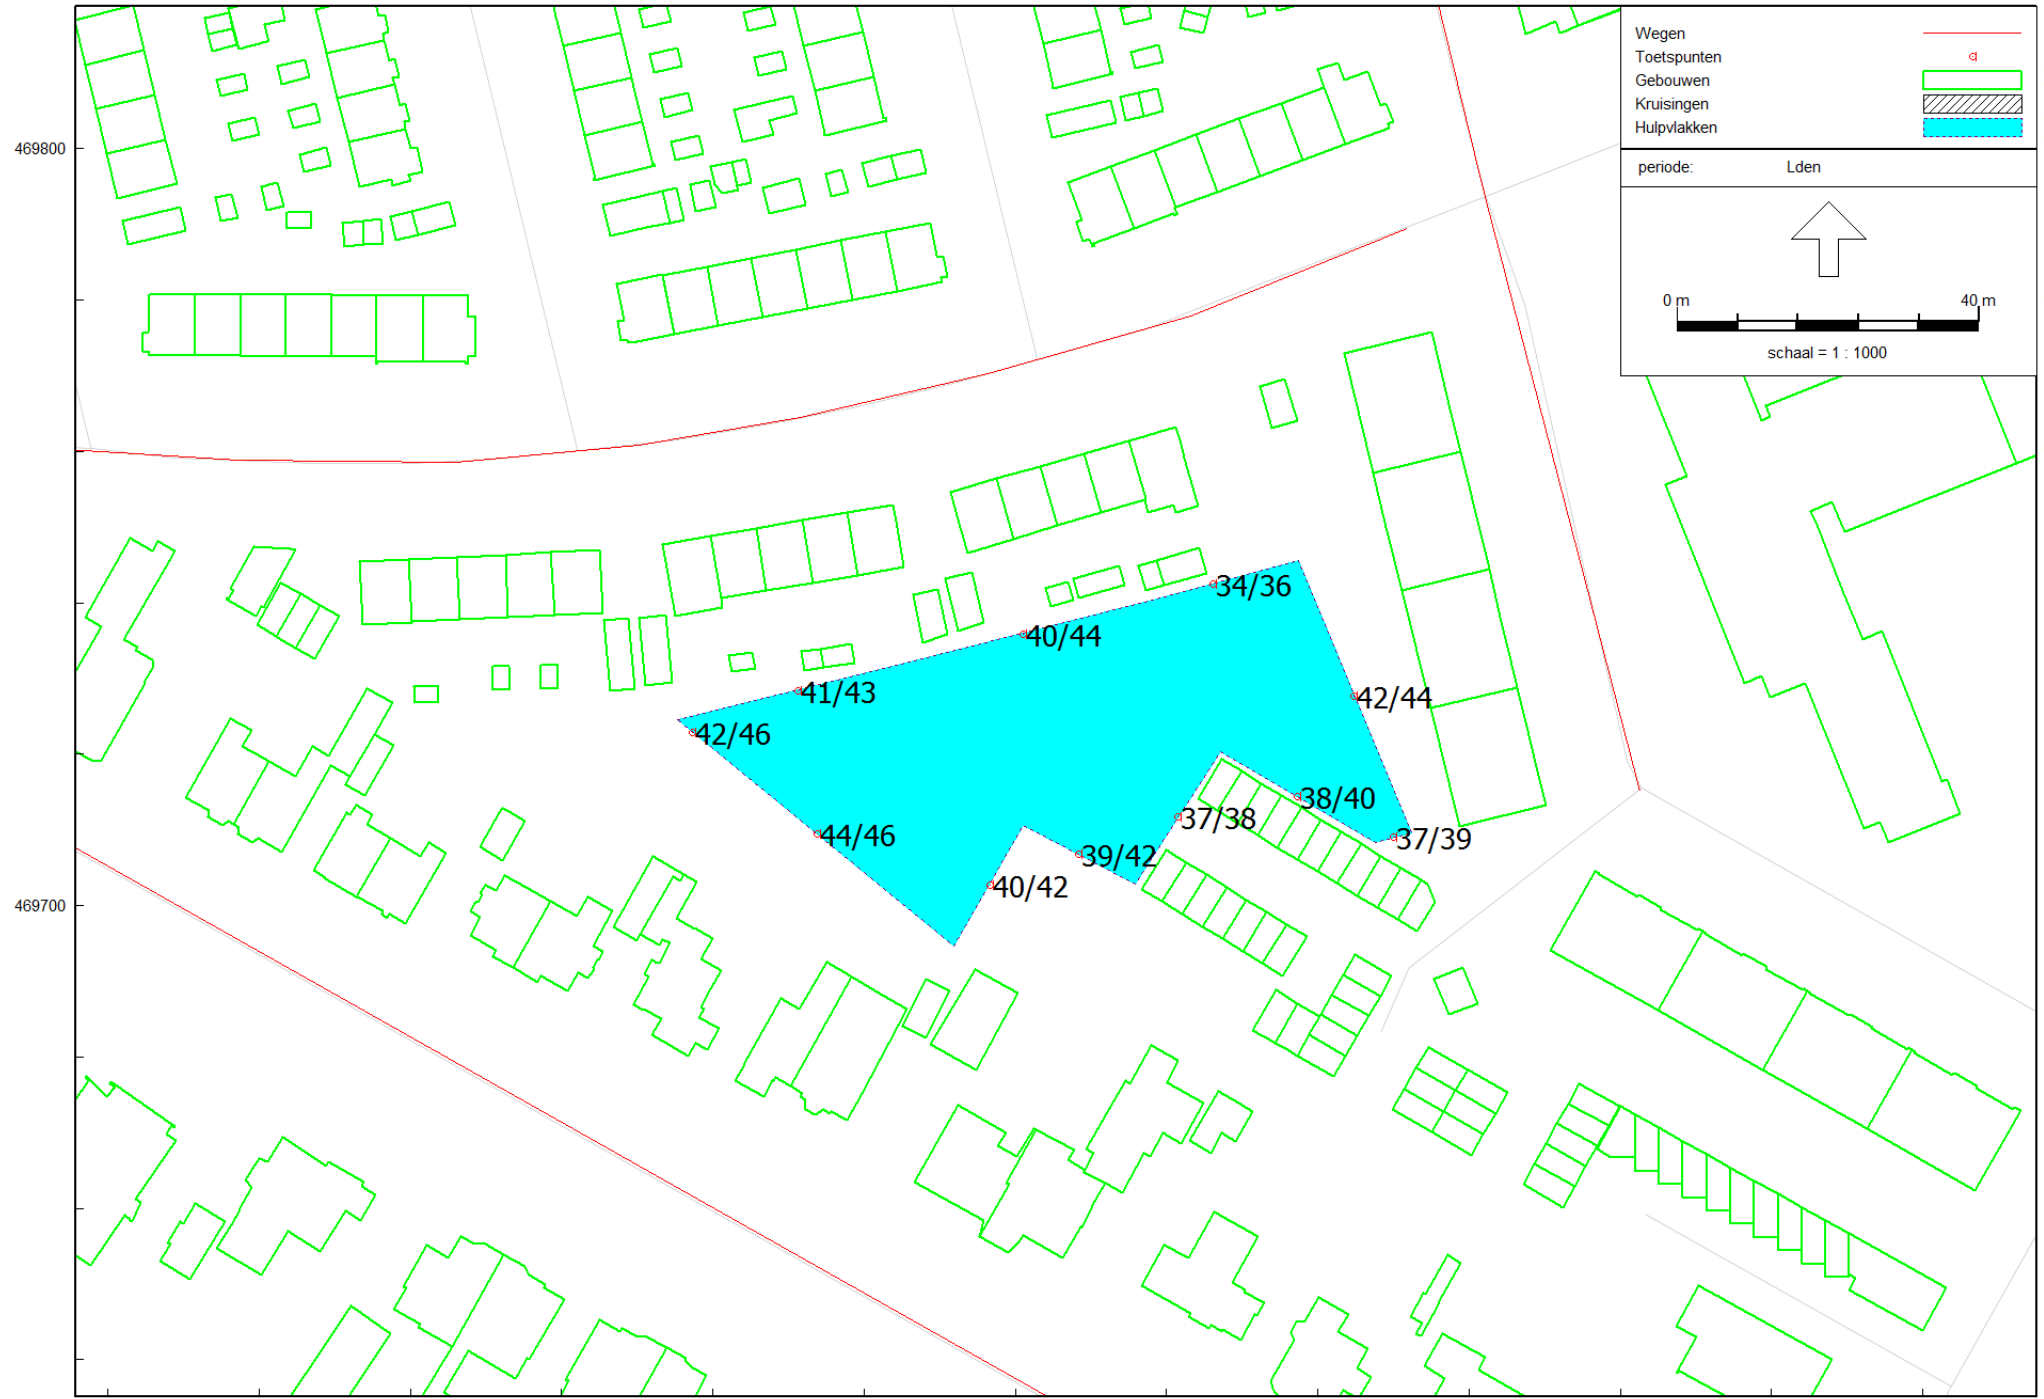 Wegen
Toetspunten
Gebouwen
Kruisingen
Hulpvlakken
469800
periode: Lden
0 m 40 m
schaal = 1 : 1000
34/36
40/44
41/43
42/44
42/46
38/40
37/38
44/46
37/39
39/42
40/42
469700